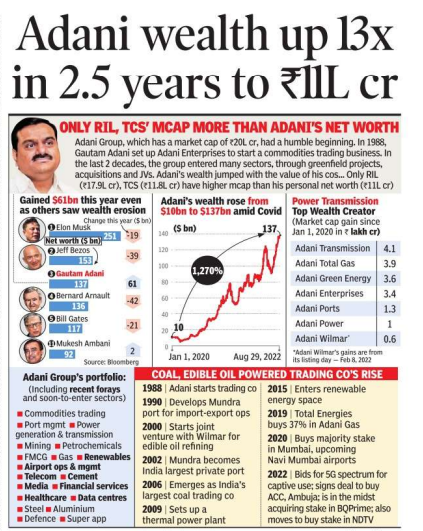 Adani wealth up 13x
in 2.5 years to ₹11L cr
ONLY RIL, TCS' MCAP MORE THAN ADANI'S NET WORTH
Adani Group, which has a market cap of ₹20L cr, had a humble beginning. In 1988,
Gautam Adani set up Adani Enterprises to start a commodities trading business. In
the last 2 decades, the group entered many sectors, through greenfield projects,
acquisitions and JVs. Adani's wealth jumped with the value of his cos... Only RIL
(₹17.9L cr), TCS (₹11.8L cr) have higher mcap than his personal net worth (₹11L cr)
Gained $61bn this year even
as others saw wealth erosion
Change this year ($ bn)
1 Elon Musk
251 -19
Net worth ($ bn)
2 Jeff Bezos
153 -39
3 Gautam Adani
137 61
4 Bernard Arnault
136 -42
5 Bill Gates
117 -21
11 Mukesh Ambani
92 2
Source: Bloomberg
Adani's wealth rose from
$10bn to $137bn amid Covid
($ bn)
137
140
120
100
80
60
40
20
0
1,270%
10
Jan 1, 2020 Aug 29, 2022
Power Transmission
Top Wealth Creator
(Market cap gain since
Jan 1, 2020 in ₹ lakh cr)
Adani Transmission 4.1
Adani Total Gas 3.9
Adani Green Energy 3.6
Adani Enterprises 3.4
Adani Ports 1.3
Adani Power 1
Adani Wilmar* 0.6
*Adani Wilmar's gains are from
its listing day — Feb 8, 2022
Adani Group's portfolio:
(Including recent forays
and soon-to-enter sectors)
■ Commodities trading
■ Port mgmt ■ Power
generation & transmission
■ Mining ■ Petrochemicals
■ FMCG ■ Gas ■ Renewables
■ Airport ops & mgmt
■ Telecom ■ Cement
■ Media ■ Financial services
■ Healthcare ■ Data centres
■ Steel ■ Aluminium
■ Defence ■ Super app
COAL, EDIBLE OIL POWERED TRADING CO'S RISE
1988 | Adani starts trading co
1990 | Develops Mundra
port for import-export ops
2000 | Starts joint
venture with Wilmar for
edible oil refining
2002 | Mundra becomes
India largest private port
2006 | Emerges as India's
largest coal trading co
2009 | Sets up a
thermal power plant
2015 | Enters renewable
energy space
2019 | Total Energies
buys 37% in Adani Gas
2020 | Buys majority stake
in Mumbai, upcoming
Navi Mumbai airports
2022 | Bids for 5G spectrum for
captive use; signs deal to buy
ACC, Ambuja; is in the midst
acquiring stake in BQPrime; also
moves to buy stake in NDTV